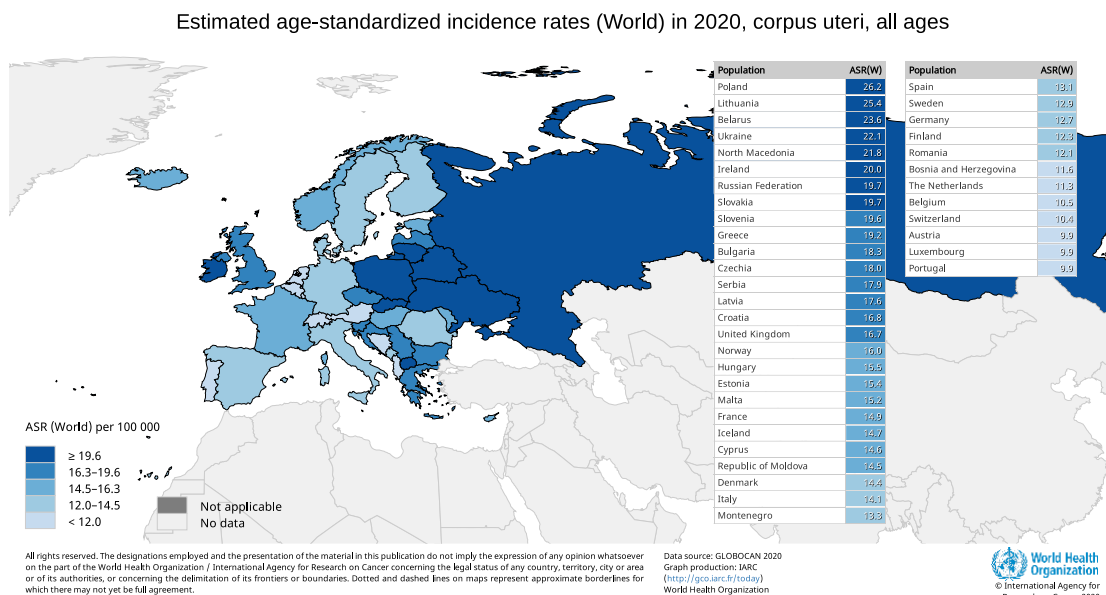 Estimated age-standardized incidence rates (World) in 2020, corpus uteri, all ages
Population ASR(W)
Poland 26.2
Lithuania 25.4
Belarus 23.6
Ukraine 22.1
North Macedonia 21.8
Ireland 20.0
Russian Federation 19.7
Slovakia 19.7
Slovenia 19.6
Greece 19.2
Bulgaria 18.3
Czechia 18.0
Serbia 17.9
Latvia 17.6
Croatia 16.8
United Kingdom 16.7
Norway 16.0
Hungary 15.5
Estonia 15.4
Malta 15.2
France 14.9
Iceland 14.7
Cyprus 14.6
Republic of Moldova 14.5
Denmark 14.4
Italy 14.1
Montenegro 13.3
Population ASR(W)
Spain 13.1
Sweden 12.9
Germany 12.7
Finland 12.3
Romania 12.1
Bosnia and Herzegovina 11.6
The Netherlands 11.3
Belgium 10.5
Switzerland 10.4
Austria 9.9
Luxembourg 9.9
Portugal 9.9
ASR (World) per 100 000
≥ 19.6
16.3–19.6
14.5–16.3
12.0–14.5
< 12.0
Not applicable
No data
All rights reserved. The designations employed and the presentation of the material in this publication do not imply the expression of any opinion whatsoever
on the part of the World Health Organization / International Agency for Research on Cancer concerning the legal status of any country, territory, city or area
or of its authorities, or concerning the delimitation of its frontiers or boundaries. Dotted and dashed lines on maps represent approximate borderlines for
which there may not yet be full agreement.
Data source: GLOBOCAN 2020
Graph production: IARC
(http://gco.iarc.fr/today)
World Health Organization
World Health
Organization
© International Agency for